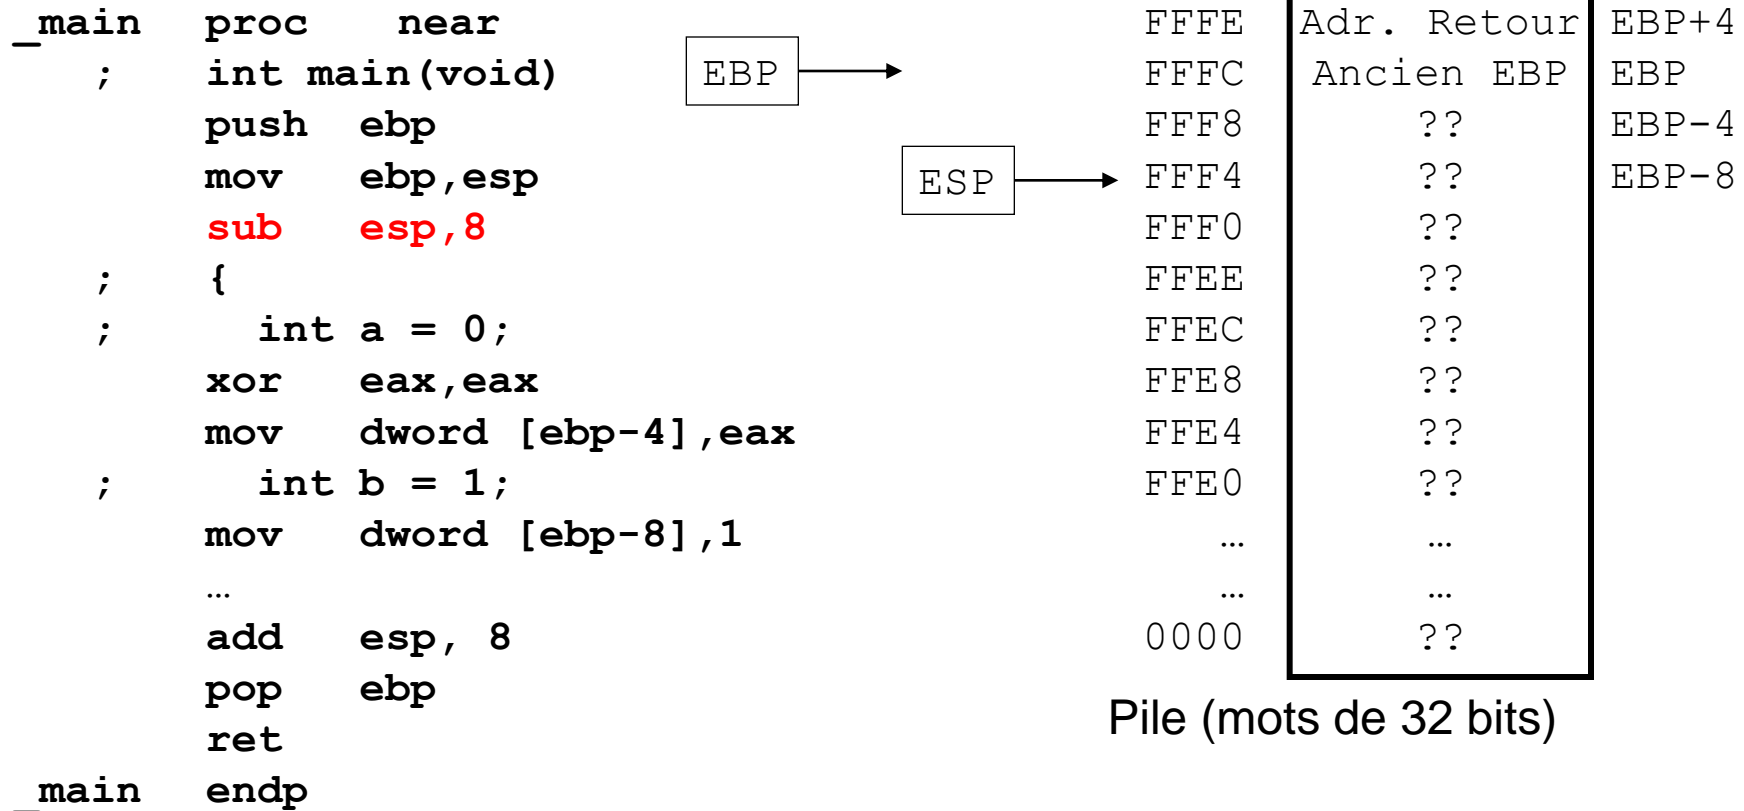 _main proc near
; int main(void)
push ebp
mov ebp,esp
sub esp,8
; {
; int a = 0;
xor eax,eax
mov dword [ebp-4],eax
; int b = 1;
mov dword [ebp-8],1
…
add esp, 8
pop ebp
ret
_main endp
EBP
ESP
FFFE Adr. Retour EBP+4
FFFC Ancien EBP EBP
FFF8 ?? EBP-4
FFF4 ?? EBP-8
FFF0 ??
FFEE ??
FFEC ??
FFE8 ??
FFE4 ??
FFE0 ??
… …
… …
0000 ??
Pile (mots de 32 bits)